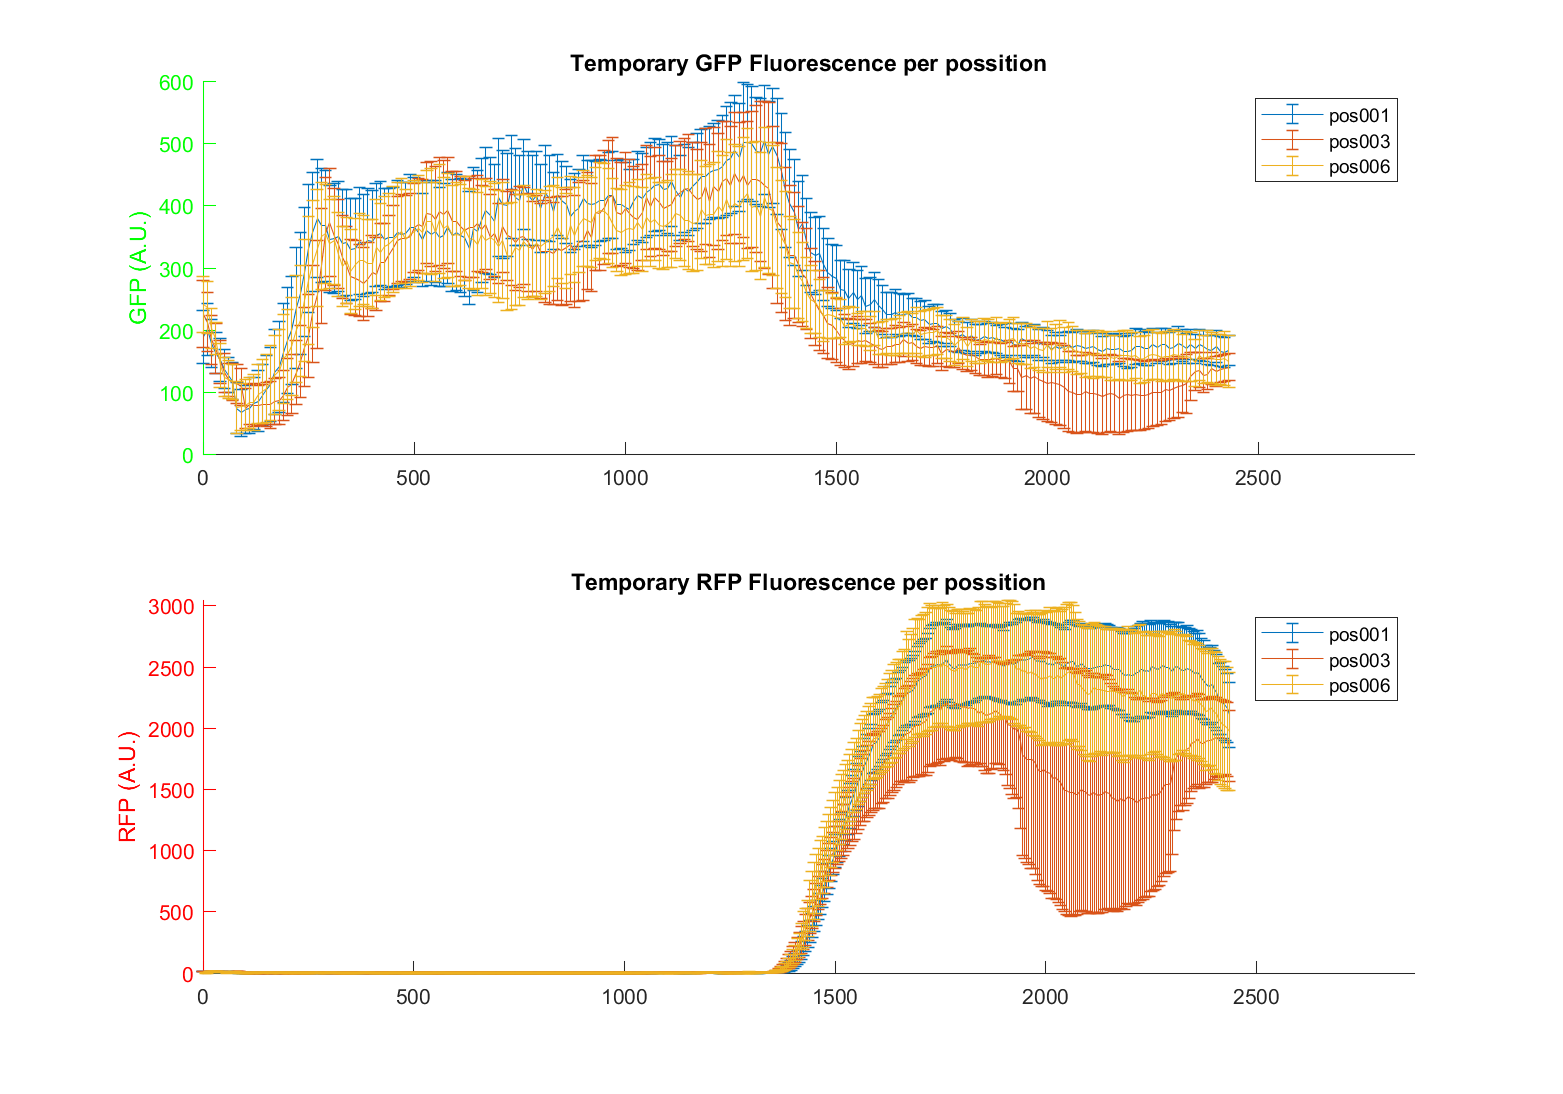 Temporary GFP Fluorescence per possition
600
500
400
300
200
100
0
GFP (A.U.)
0 500 1000 1500 2000 2500
pos001
pos003
pos006
Temporary RFP Fluorescence per possition
3000
2500
2000
1500
1000
500
0
RFP (A.U.)
0 500 1000 1500 2000 2500
pos001
pos003
pos006